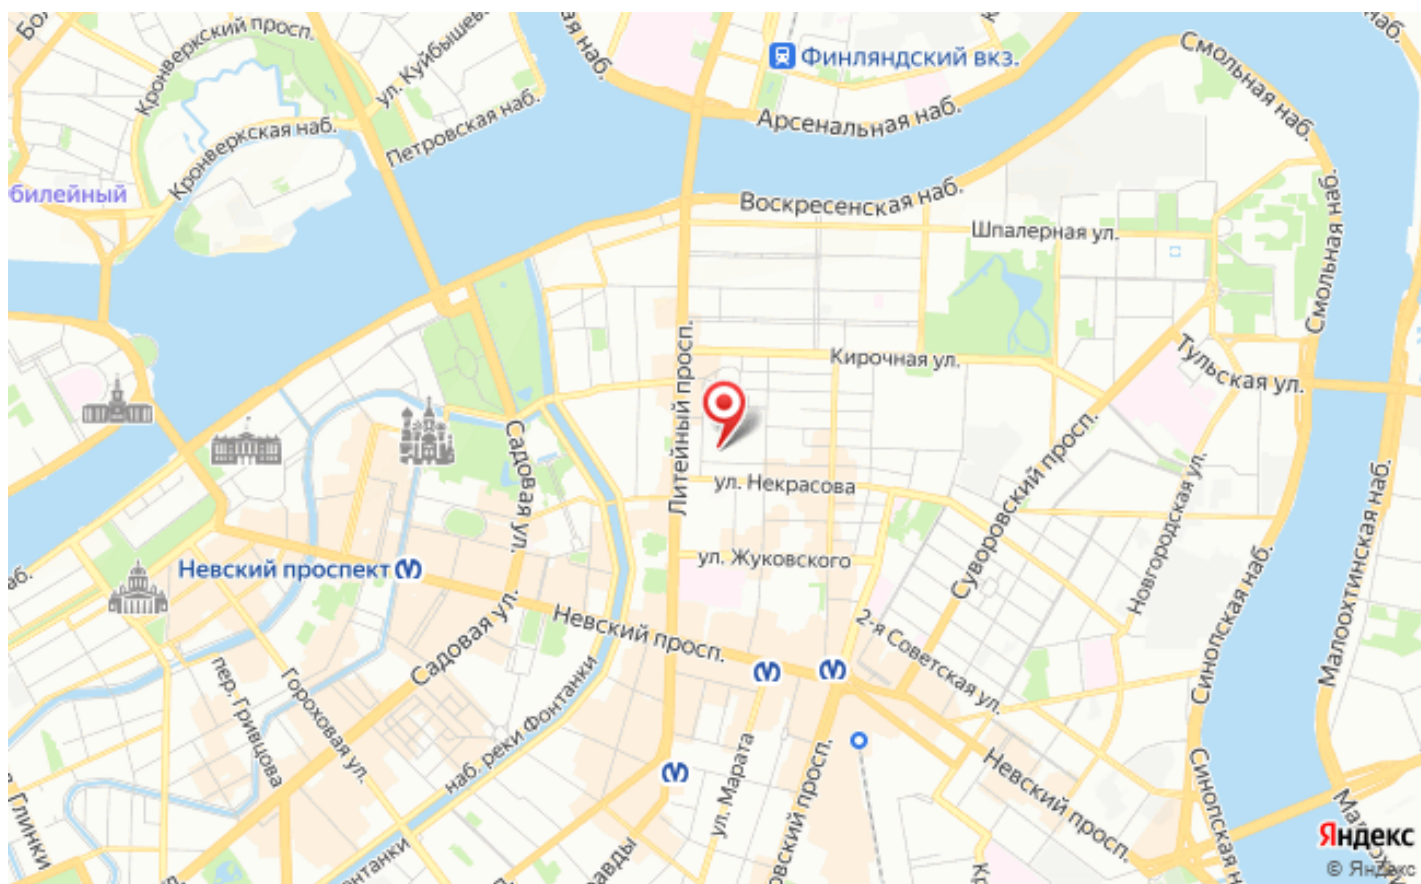 Кронверкский просп.
ул. Куйбышева
Финляндский вкз.
Смольная наб.
Арсенальная наб.
Петровская наб.
Кронверкская наб.
билейный
Воскресенская наб.
Шпалерная ул.
Смольная наб.
Кирочная ул.
Тульская ул.
Литейный просп.
Садовая ул.
ул. Некрасова
Суворовский просп.
Новгородская ул.
Малоохтинская наб.
ул. Жуковского
Невский проспект
наб.
Невский просп.
2-я Советская ул.
Синопская наб.
Садовая ул.
пер. Гривцова
Гороховая ул.
наб. реки Фонтанки
ул. Марата
Невский просп.
Синопская
Глинки
Яндекс
© Яндекс